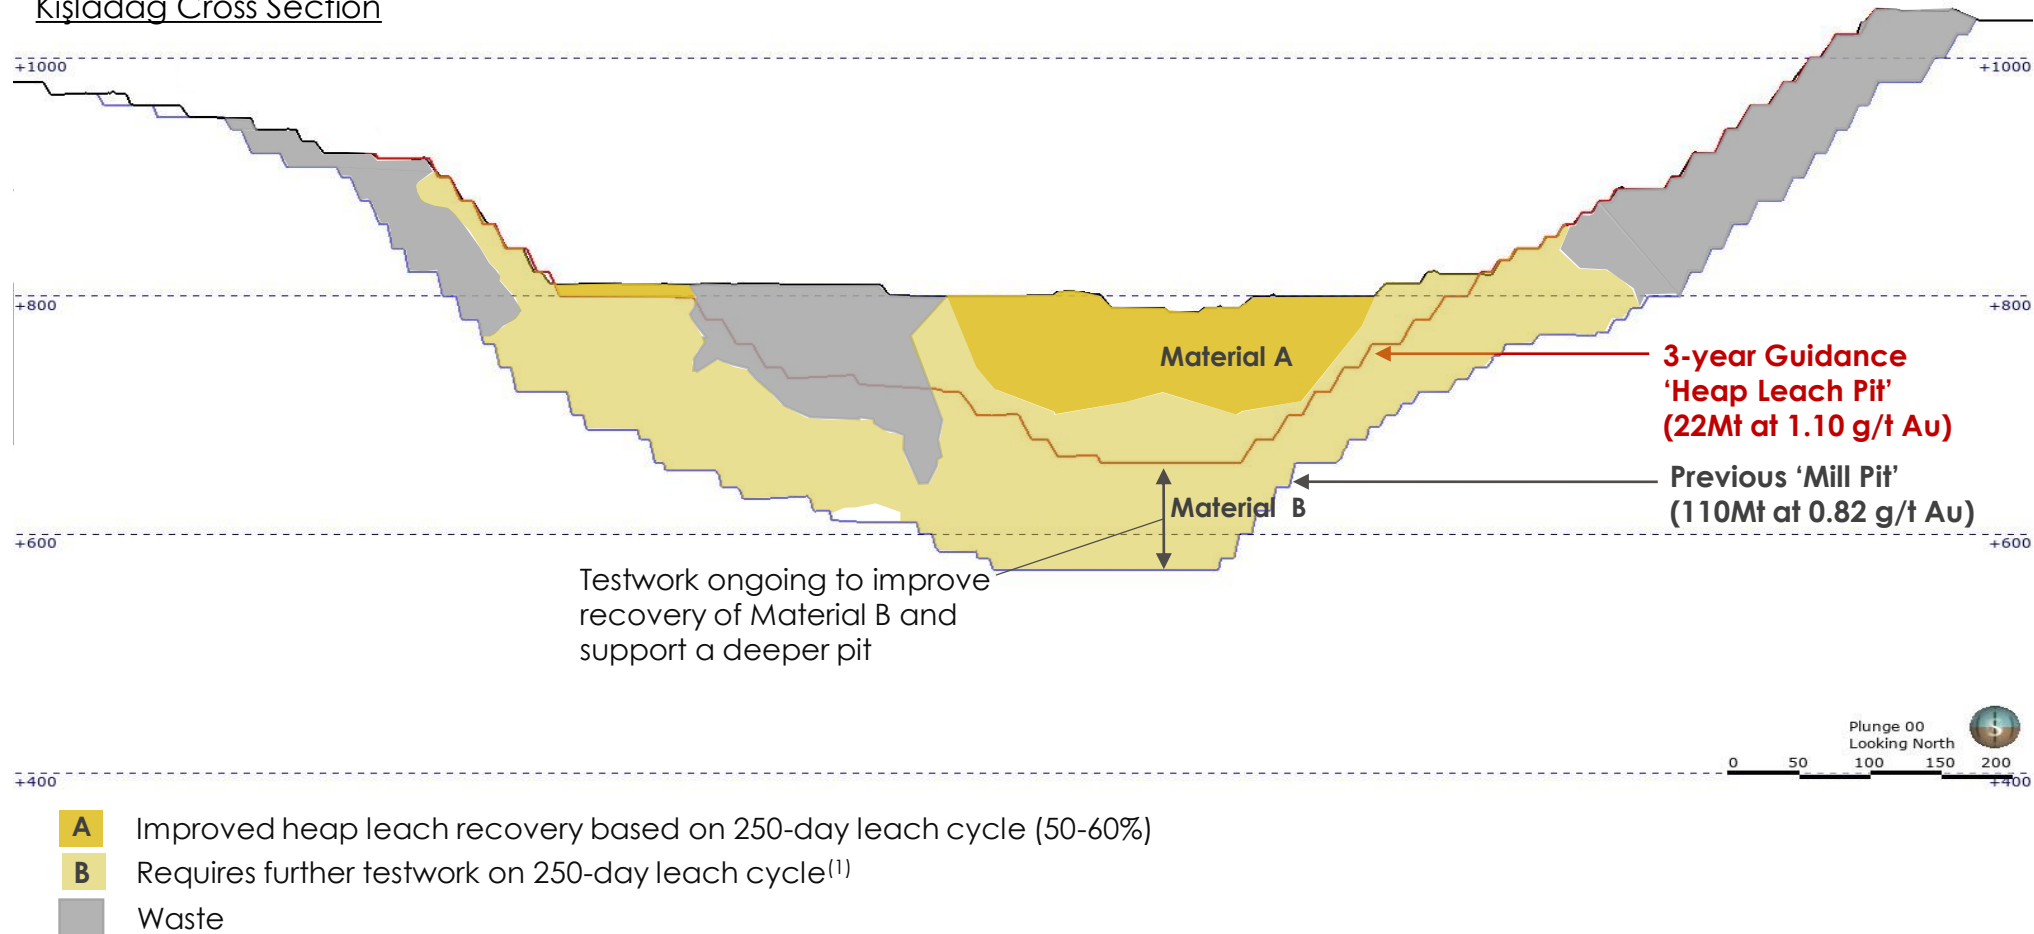 Kışladağ Cross Section
+1000
+1000
+800
+800
Material A
3-year Guidance
‘Heap Leach Pit’
(22Mt at 1.10 g/t Au)
Previous ‘Mill Pit’
(110Mt at 0.82 g/t Au)
Material B
+600
+600
Testwork ongoing to improve
recovery of Material B and
support a deeper pit
Plunge 00
Looking North
S
0 50 100 150 200
+400
+400
A Improved heap leach recovery based on 250-day leach cycle (50-60%)
B Requires further testwork on 250-day leach cycle(1)
Waste